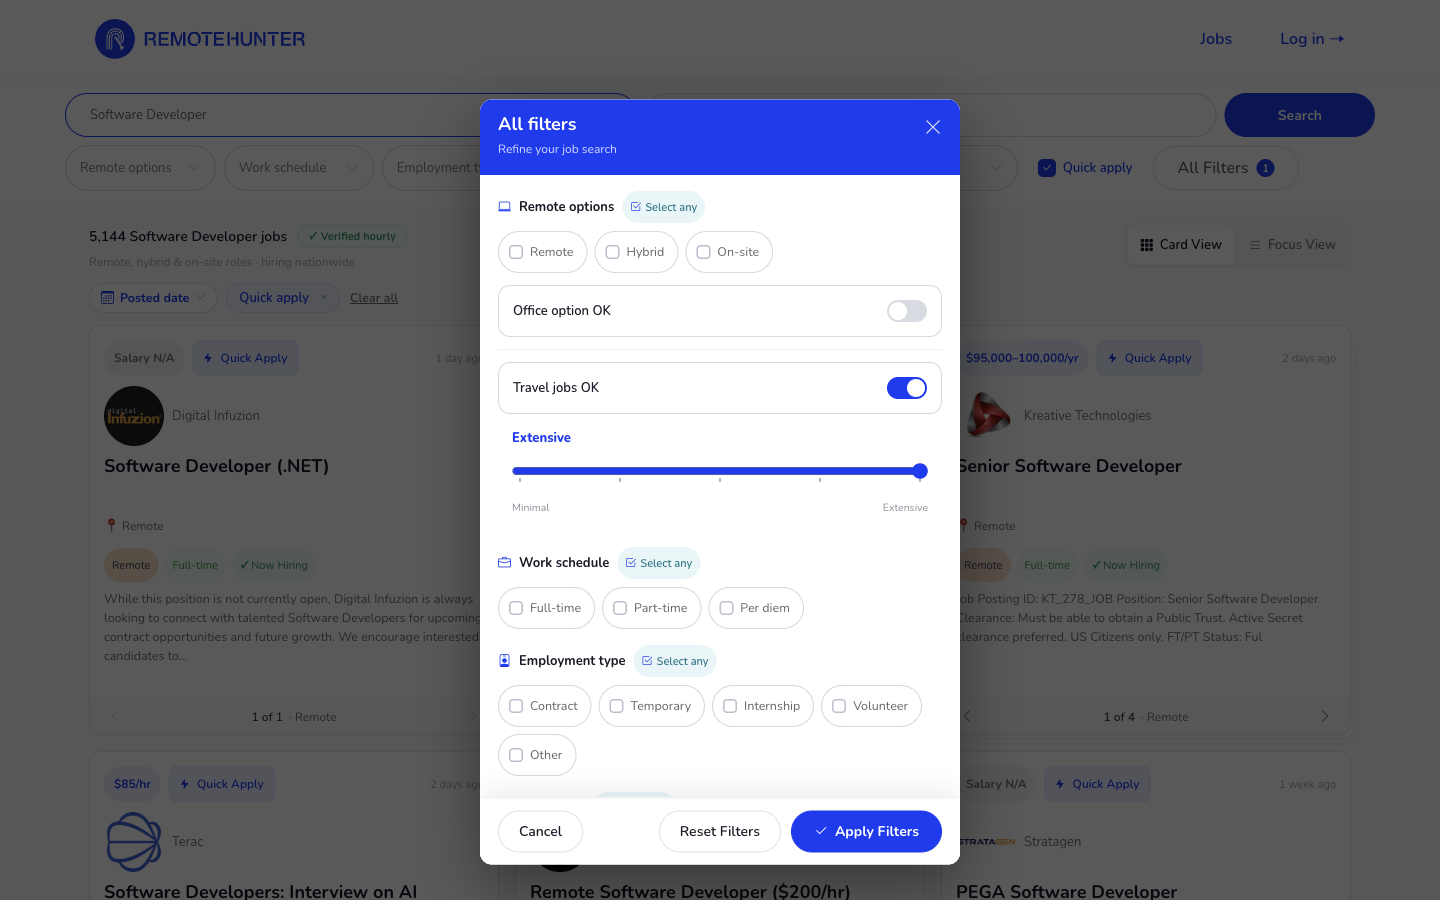 REMOTEHUNTER
Jobs
Log in →
Software Developer
Search
Remote options
Work schedule
Employment
Quick apply
All Filters 1
5,144 Software Developer jobs
✓ Verified hourly
Remote, hybrid & on-site roles · hiring nationwide
Card View
Focus View
Posted date
Quick apply ×
Clear all
Salary N/A
Quick Apply
1 day ago
digital Infuzion
Digital Infuzion
Software Developer (.NET)
Remote
Remote
Full-time
✓ Now Hiring
While this position is not currently open, Digital Infuzion is always
looking to connect with talented Software Developers for upcoming
contract opportunities and future growth. We encourage interested
candidates to...
1 of 1 · Remote
$95,000–100,000/yr
Quick Apply
2 days ago
Kreative Technologies
Senior Software Developer
Remote
Remote
Full-time
✓ Now Hiring
Job Posting ID: KT_278_JOB Position: Senior Software Developer
Clearance: Must be able to obtain a Public Trust. Active Secret
clearance preferred. US Citizens only. FT/PT Status: Ful
1 of 4 · Remote
$85/hr
Quick Apply
2 days ago
Terac
Software Developers: Interview on AI
Remote Software Developer ($200/hr)
Salary N/A
Quick Apply
1 week ago
STRATAGEN
Stratagen
PEGA Software Developer
All filters
Refine your job search
Remote options
Select any
Remote
Hybrid
On-site
Office option OK
Travel jobs OK
Extensive
Minimal
Extensive
Work schedule
Select any
Full-time
Part-time
Per diem
Employment type
Select any
Contract
Temporary
Internship
Volunteer
Other
Cancel
Reset Filters
Apply Filters